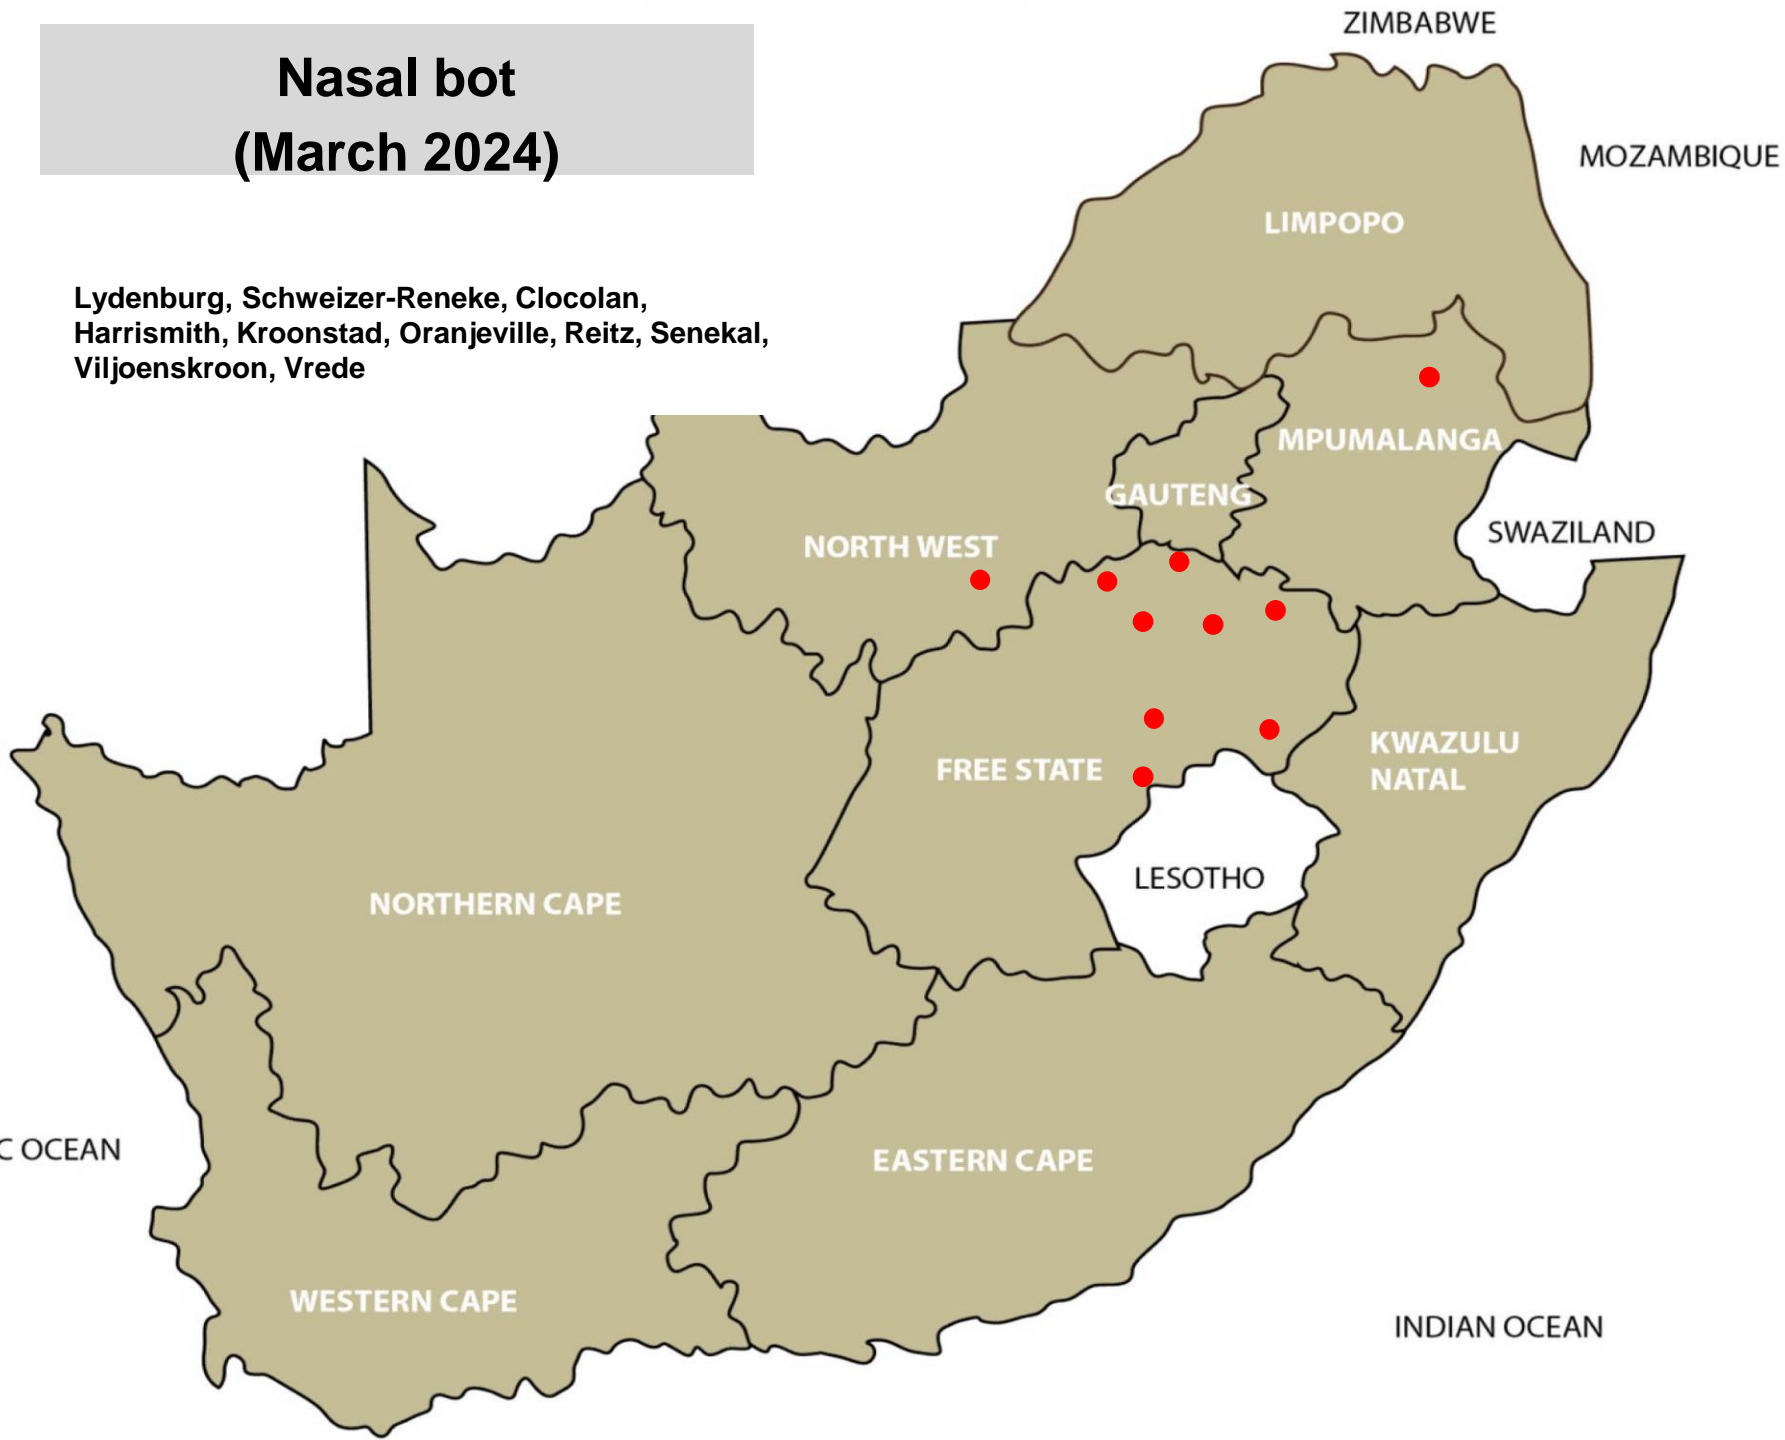 Nasal bot
(March 2024)
Lydenburg, Schweizer-Reneke, Clocolan,
Harrismith, Kroonstad, Oranjeville, Reitz, Senekal,
Viljoenskroon, Vrede
ZIMBABWE
MOZAMBIQUE
LIMPOPO
MPUMALANGA
GAUTENG
SWAZILAND
NORTH WEST
KWAZULU
NATAL
FREE STATE
LESOTHO
NORTHERN CAPE
C OCEAN
EASTERN CAPE
WESTERN CAPE
INDIAN OCEAN